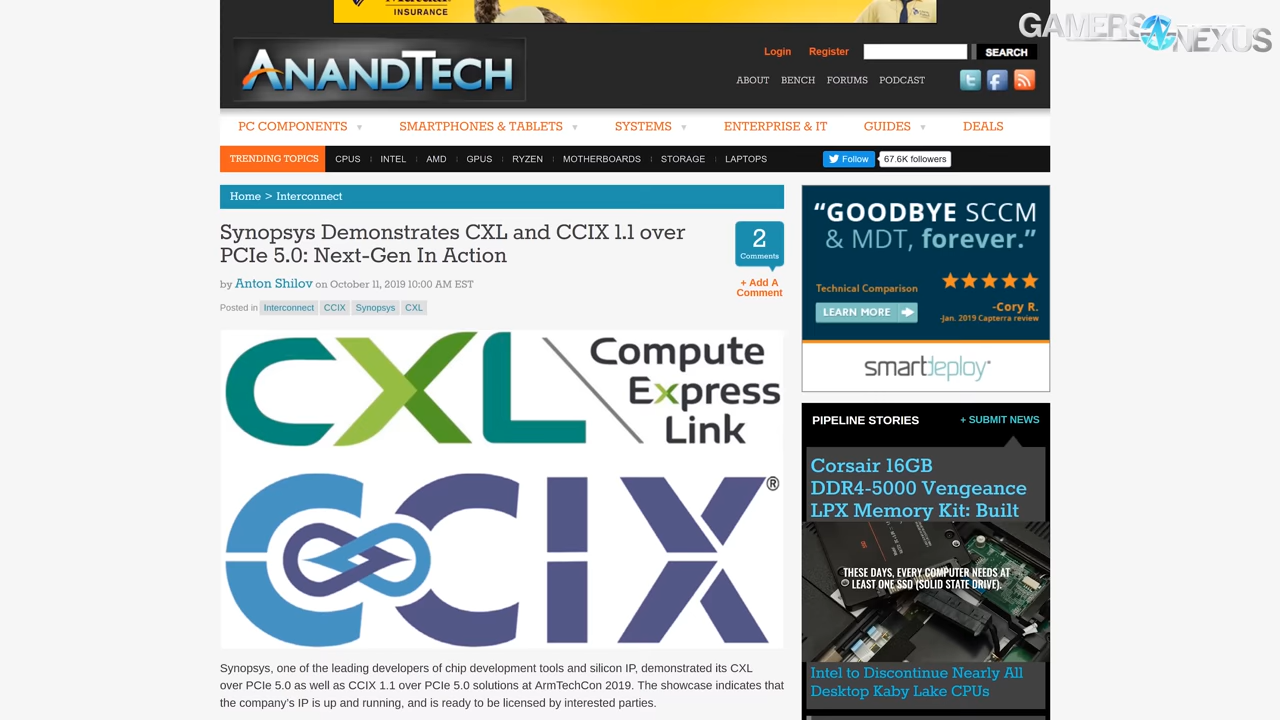 Mutual
INSURANCE
GAMERS NEXUS
ANANDTECH
Login Register SEARCH
ABOUT BENCH FORUMS PODCAST
PC COMPONENTS SMARTPHONES & TABLETS SYSTEMS ENTERPRISE & IT GUIDES DEALS
TRENDING TOPICS CPUS INTEL AMD GPUS RYZEN MOTHERBOARDS STORAGE LAPTOPS Follow 67.6K followers
Home > Interconnect
Synopsys Demonstrates CXL and CCIX 1.1 over
PCIe 5.0: Next-Gen In Action
by Anton Shilov on October 11, 2019 10:00 AM EST
Posted in Interconnect CCIX Synopsys CXL
2
Comments
+ Add A
Comment
CXL
Compute
Express
Link
CCIX®
Synopsys, one of the leading developers of chip development tools and silicon IP, demonstrated its CXL
over PCIe 5.0 as well as CCIX 1.1 over PCIe 5.0 solutions at ArmTechCon 2019. The showcase indicates that
the company's IP is up and running, and is ready to be licensed by interested parties.
“GOODBYE SCCM
& MDT, forever.”
Technical Comparison
LEARN MORE
-Cory R.
-Jan. 2019 Capterra review
smartdeploy
PIPELINE STORIES + SUBMIT NEWS
Corsair 16GB
DDR4-5000 Vengeance
LPX Memory Kit: Built
THESE DAYS, EVERY COMPUTER NEEDS AT
LEAST ONE SSD (SOLID STATE DRIVE).
Intel to Discontinue Nearly All
Desktop Kaby Lake CPUs